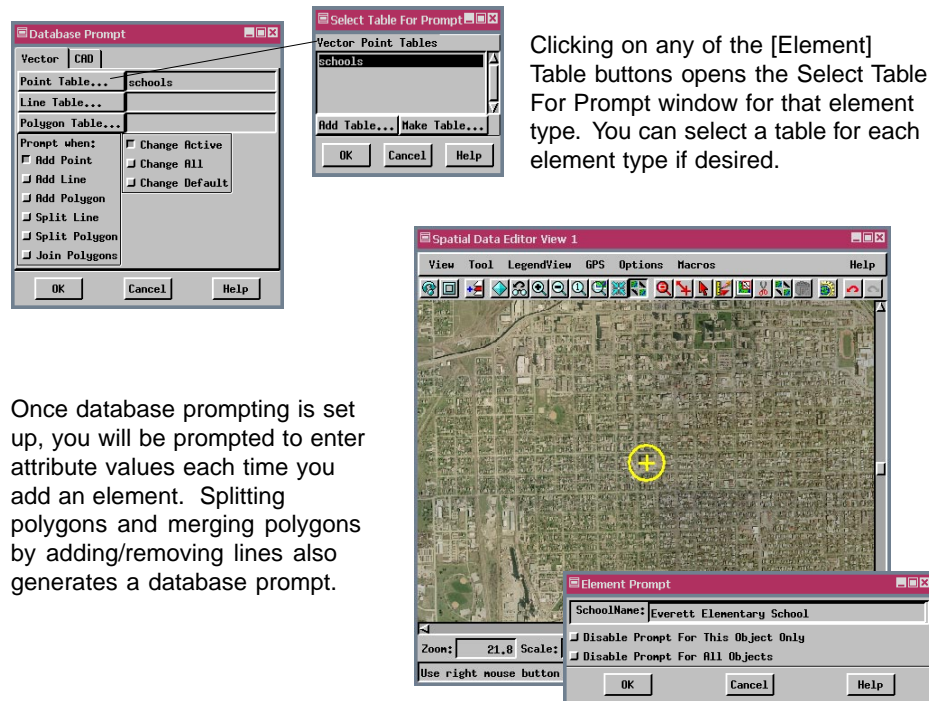 Database Prompt
Vector CAD
Point Table... schools
Line Table...
Polygon Table...
Prompt when:
Add Point
Add Line
Add Polygon
Split Line
Split Polygon
Join Polygons
Change Active
Change All
Change Default
OK Cancel Help
Select Table For Prompt
Vector Point Tables
schools
Add Table... Make Table...
OK Cancel Help
Clicking on any of the [Element]
Table buttons opens the Select Table
For Prompt window for that element
type. You can select a table for each
element type if desired.
Once database prompting is set
up, you will be prompted to enter
attribute values each time you
add an element. Splitting
polygons and merging polygons
by adding/removing lines also
generates a database prompt.
Spatial Data Editor View 1
View Tool LegendView GPS Options Macros Help
Zoom: 21.8 Scale:
Use right mouse button
Element Prompt
SchoolName: Everett Elementary School
Disable Prompt For This Object Only
Disable Prompt For All Objects
OK Cancel Help